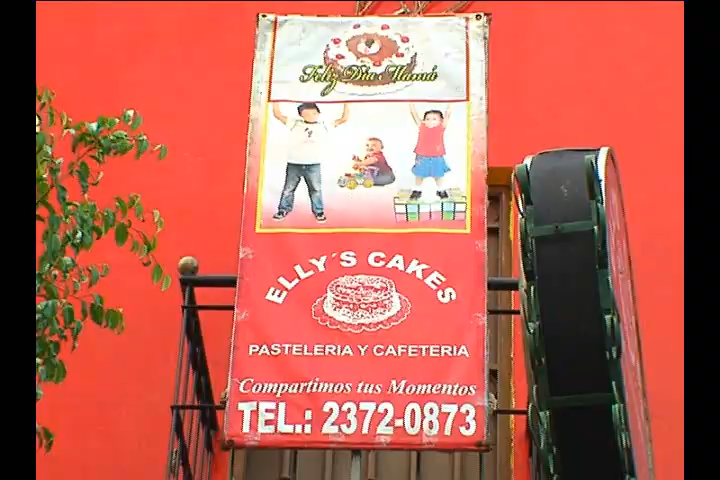 Feliz Día Mamá
ELLY´S CAKES
PASTELERIA Y CAFETERIA
Compartimos tus Momentos
TEL.: 2372-0873